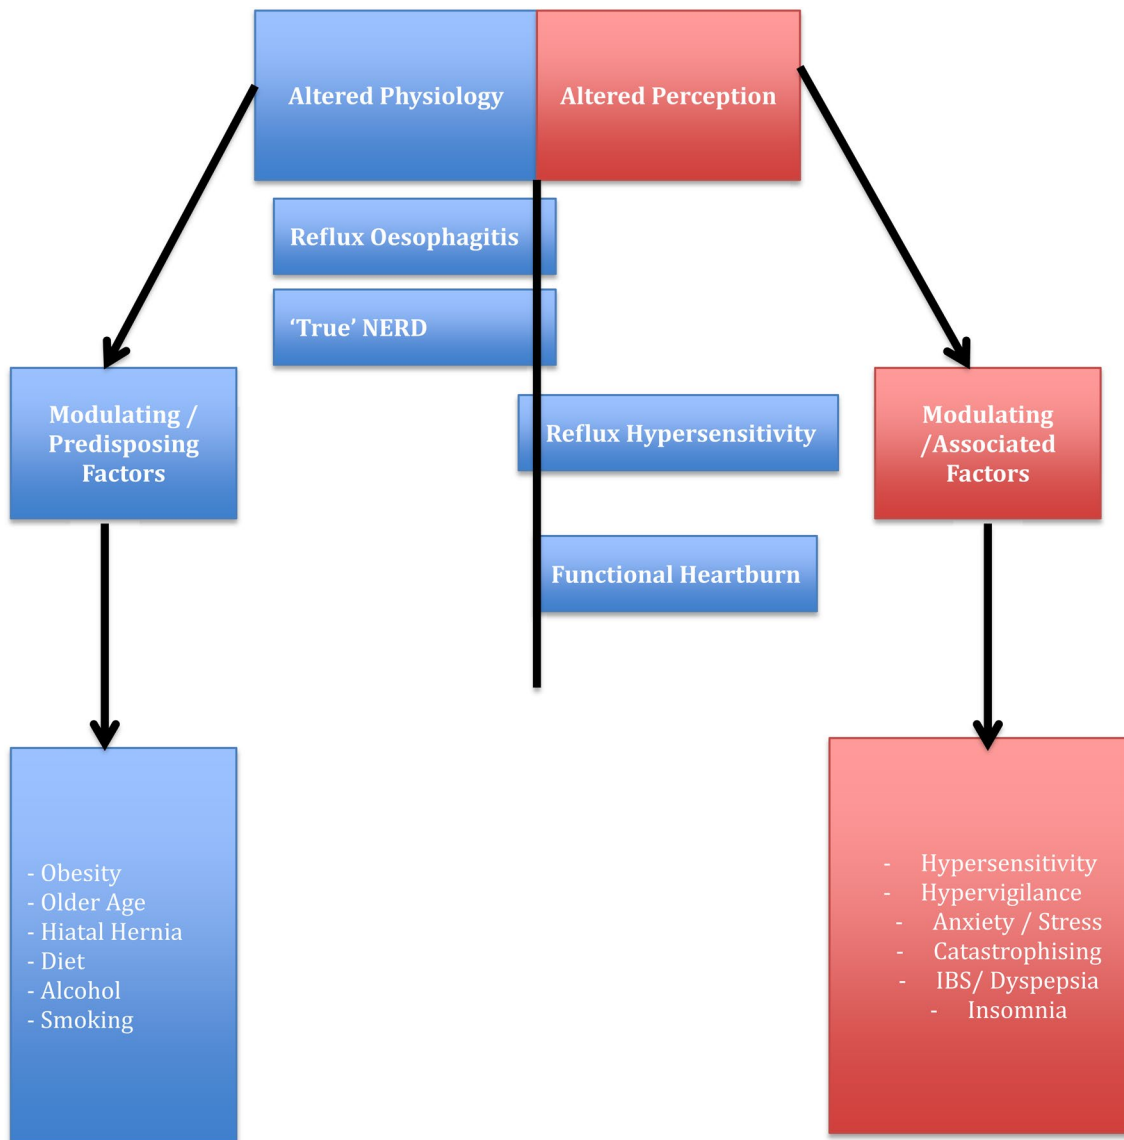 Altered Physiology
Altered Perception
Reflux Oesophagitis
‘True’ NERD
Modulating /
Predisposing
Factors
Reflux Hypersensitivity
Modulating
/Associated
Factors
Functional Heartburn
- Obesity
- Older Age
- Hiatal Hernia
- Diet
- Alcohol
- Smoking
- Hypersensitivity
- Hypervigilance
- Anxiety / Stress
- Catastrophising
- IBS/ Dyspepsia
- Insomnia